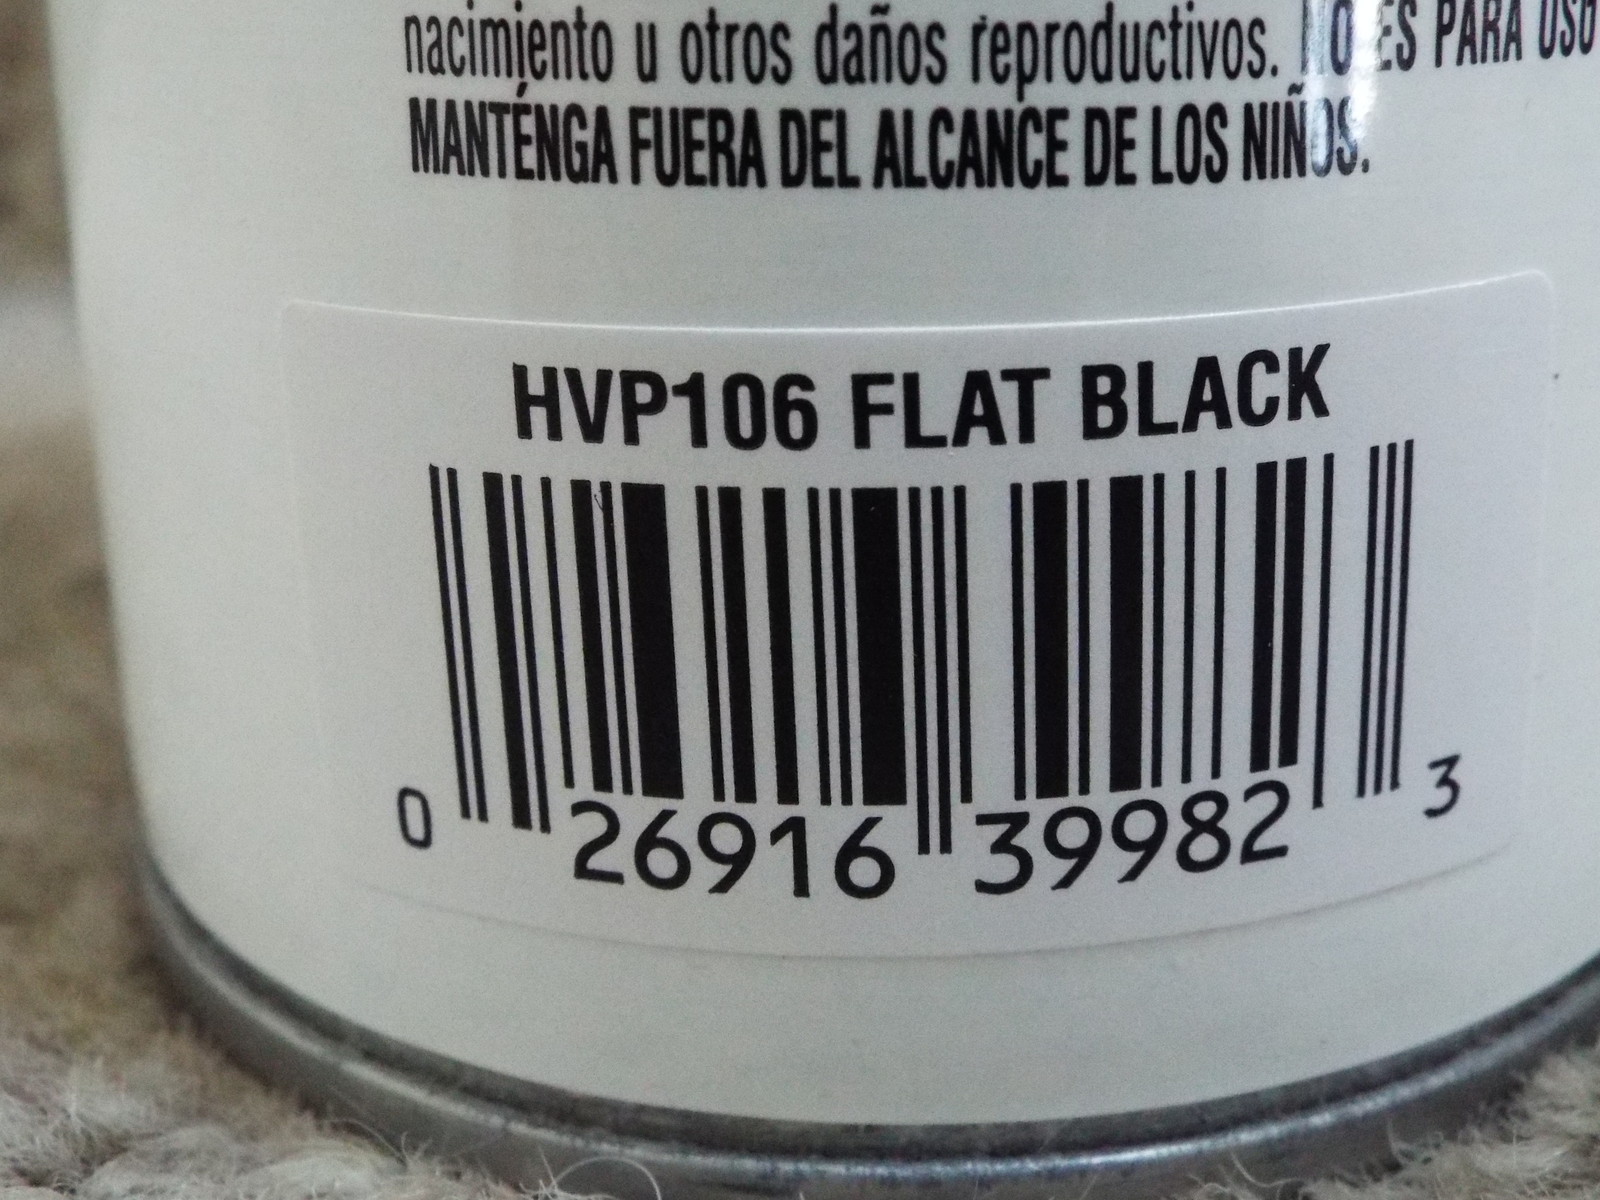 nacimiento u otros daños reproductivos. NO ES PARA USO
MANTÉNGA FUERA DEL ALCANCE DE LOS NIÑOS.
HVP106 FLAT BLACK
0 26916 39982 3